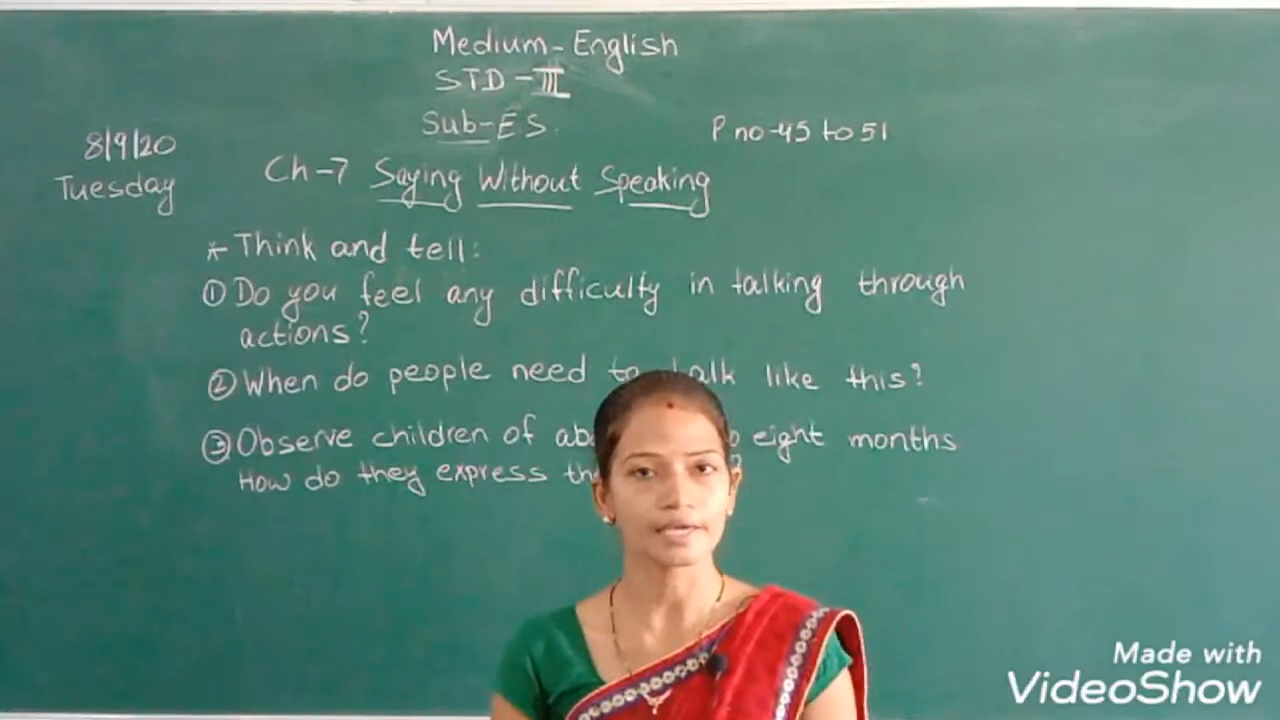 Medium-English
STD-III
Sub-ES.
P no-45 to 51
8/9/20
Tuesday
Ch-7 Saying Without Speaking
* Think and tell:
① Do you feel any difficulty in talking through
actions?
② When do people need to talk like this?
③ Observe children of eight months
How do they express
Made with
VideoShow